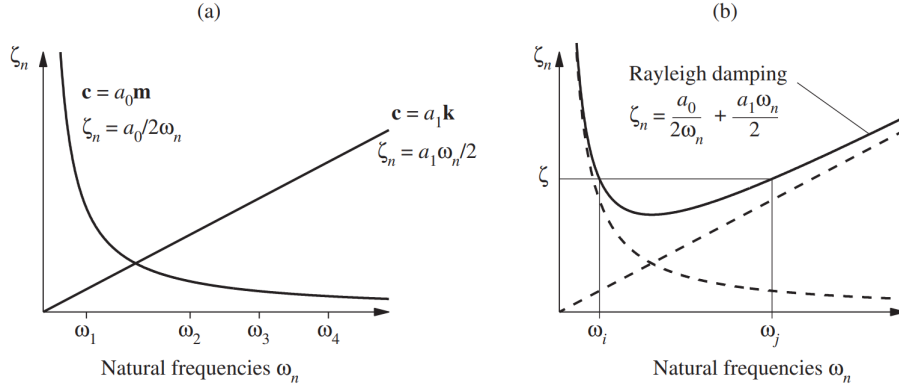 (a)
ζn
c = a0m
ζn = a0/2ωn
c = a1k
ζn = a1ωn/2
ω1 ω2 ω3 ω4
Natural frequencies ωn
(b)
ζn
Rayleigh damping
ζn = a0/2ωn + a1ωn/2
ζ
ωi ωj
Natural frequencies ωn